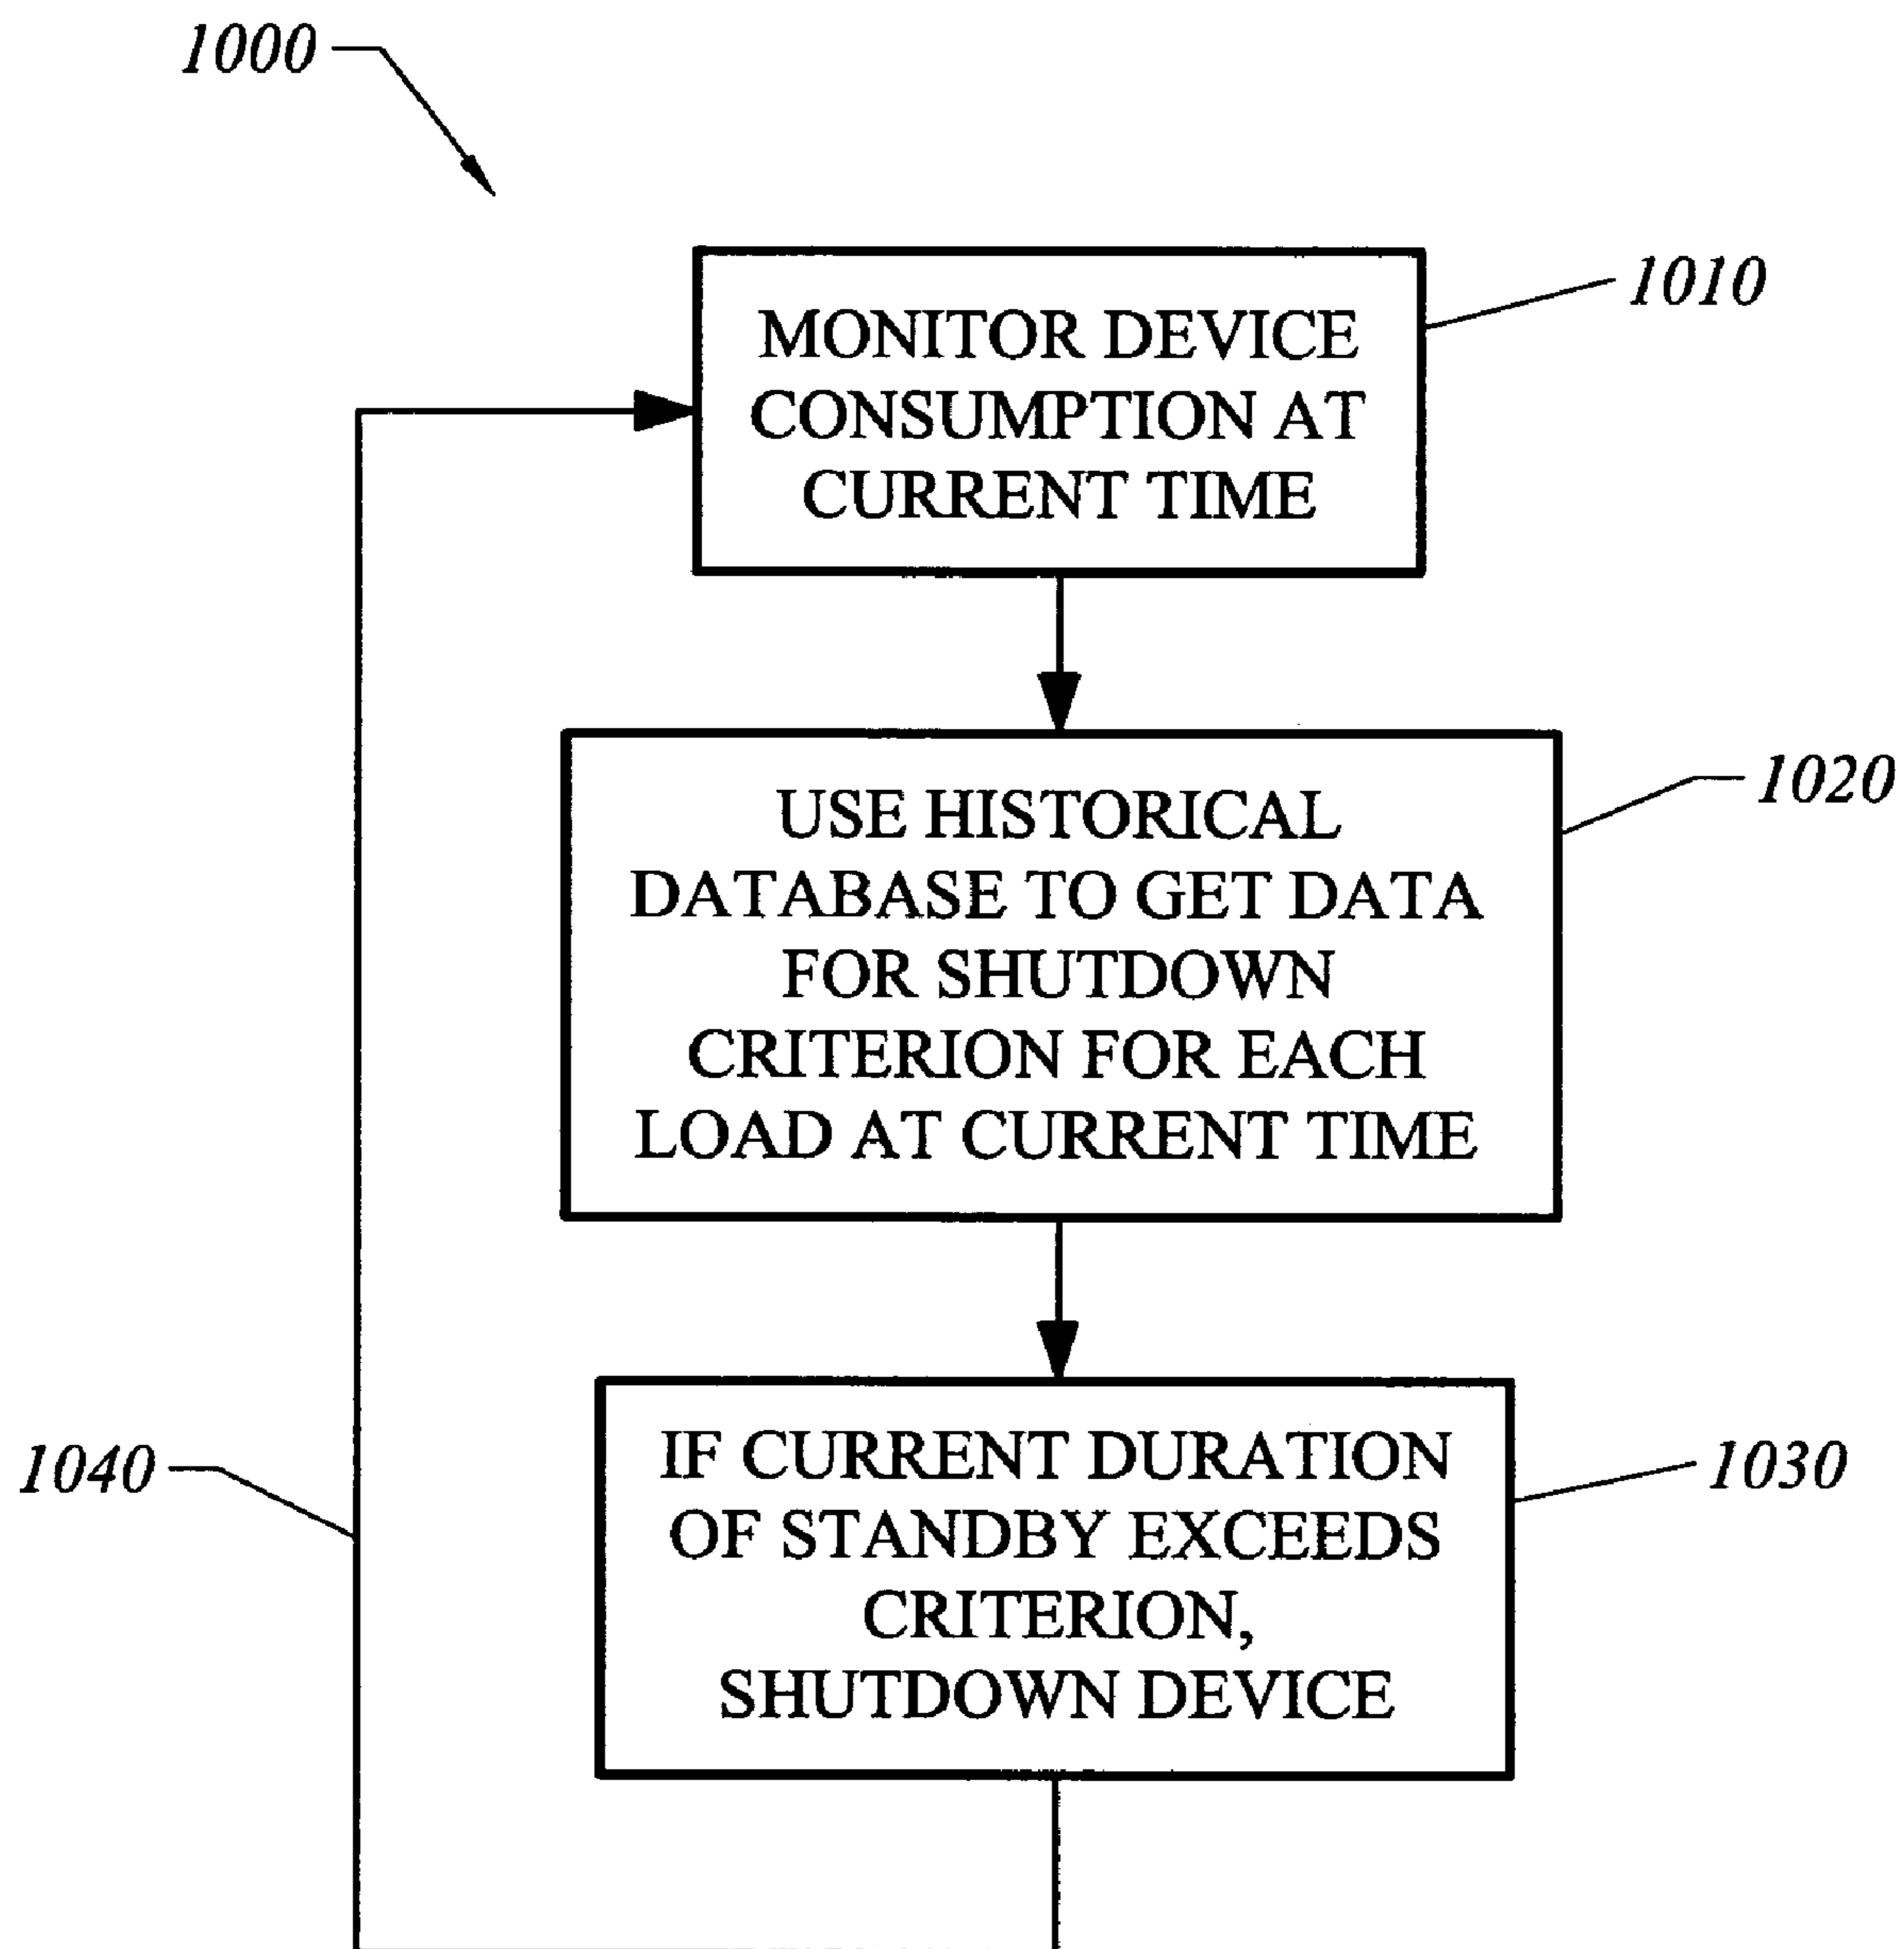 1000
1010
MONITOR DEVICE
CONSUMPTION AT
CURRENT TIME
1020
USE HISTORICAL
DATABASE TO GET DATA
FOR SHUTDOWN
CRITERION FOR EACH
LOAD AT CURRENT TIME
1030
IF CURRENT DURATION
OF STANDBY EXCEEDS
CRITERION,
SHUTDOWN DEVICE
1040